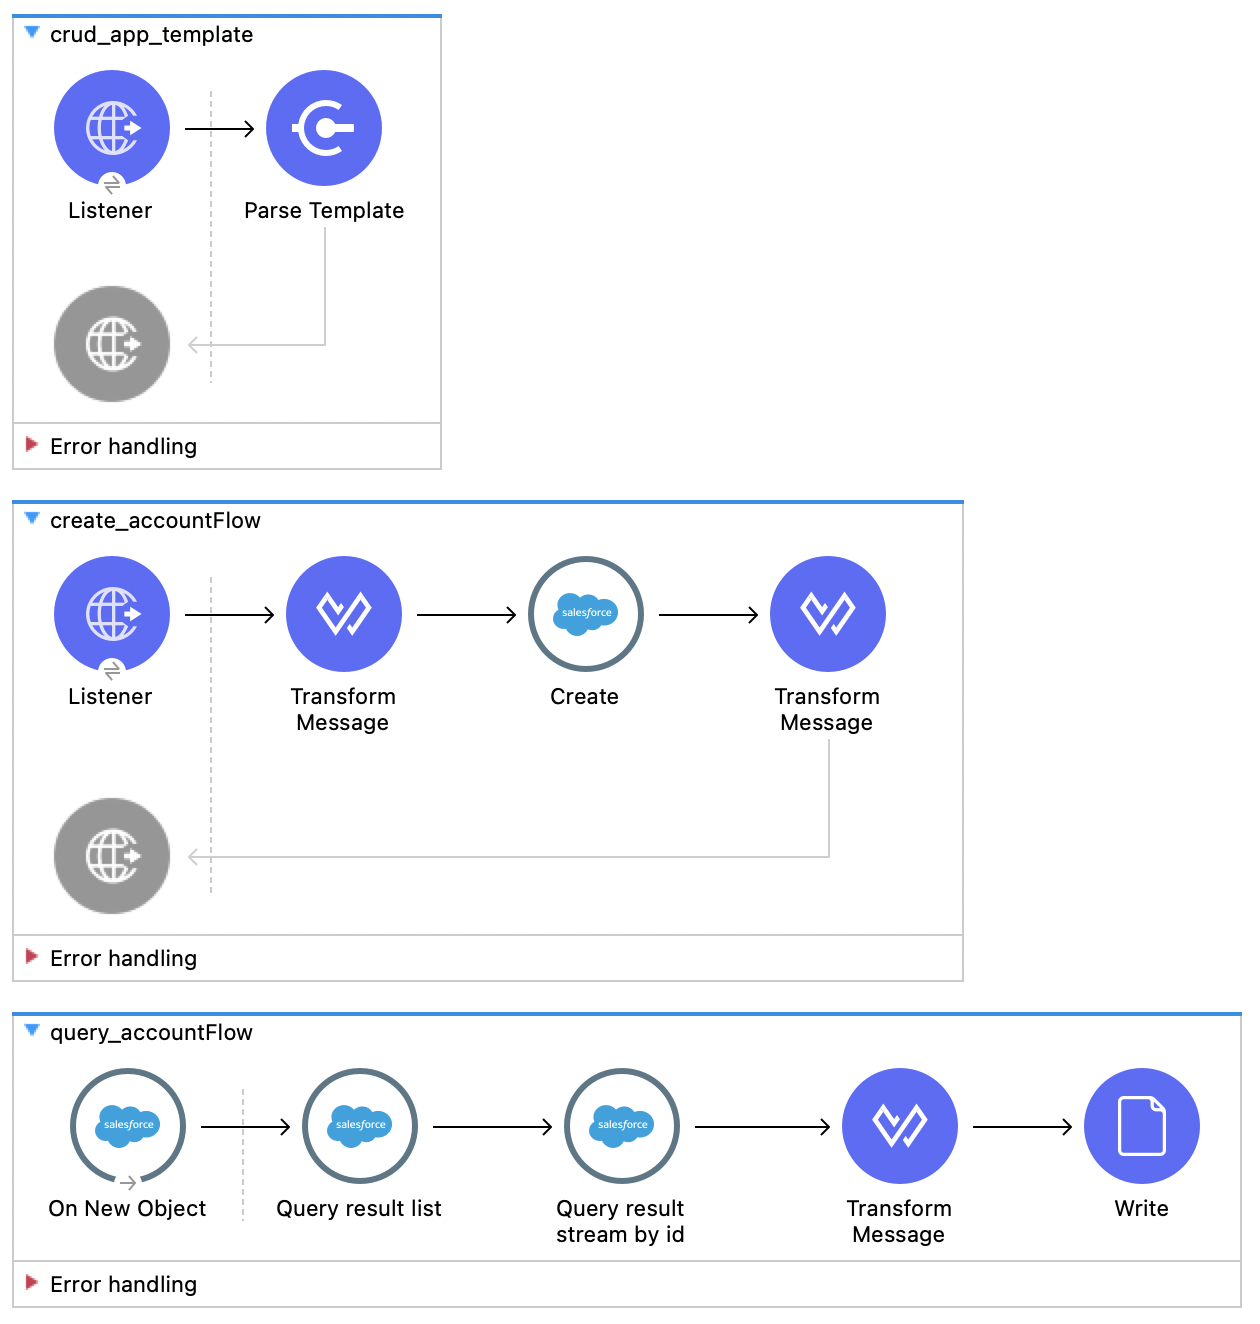 crud_app_template
Listener
Parse Template
Error handling
create_accountFlow
salesforce
Listener
Transform
Message
Create
Transform
Message
Error handling
query_accountFlow
salesforce
salesforce
salesforce
On New Object
Query result list
Query result
stream by id
Transform
Message
Write
Error handling